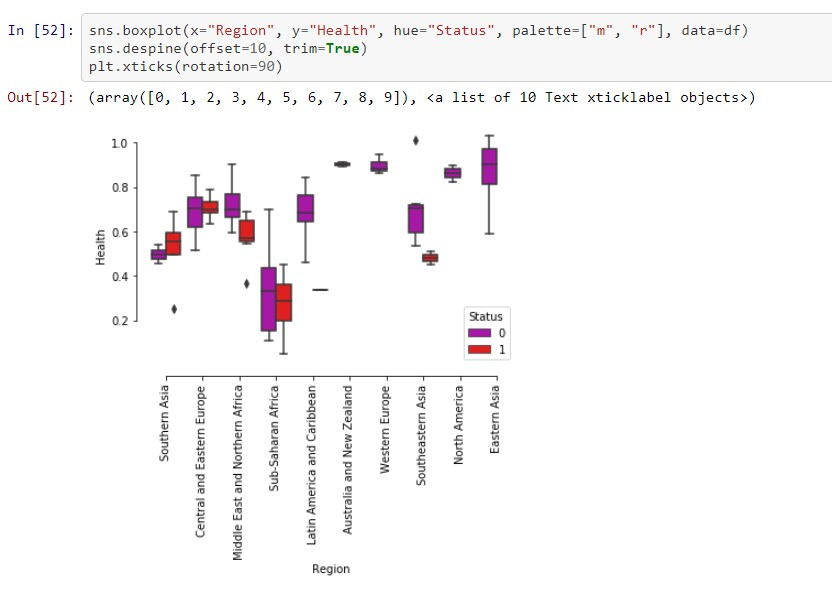 In [52]: sns.boxplot(x="Region", y="Health", hue="Status", palette=["m", "r"], data=df)
sns.despine(offset=10, trim=True)
plt.xticks(rotation=90)
Out[52]: (array([0, 1, 2, 3, 4, 5, 6, 7, 8, 9]), <a list of 10 Text xticklabel objects>)
1.0
0.8
0.6
0.4
0.2
Health
Status
0
1
Southern Asia
Central and Eastern Europe
Middle East and Northern Africa
Sub-Saharan Africa
Latin America and Caribbean
Australia and New Zealand
Western Europe
Southeastern Asia
North America
Eastern Asia
Region